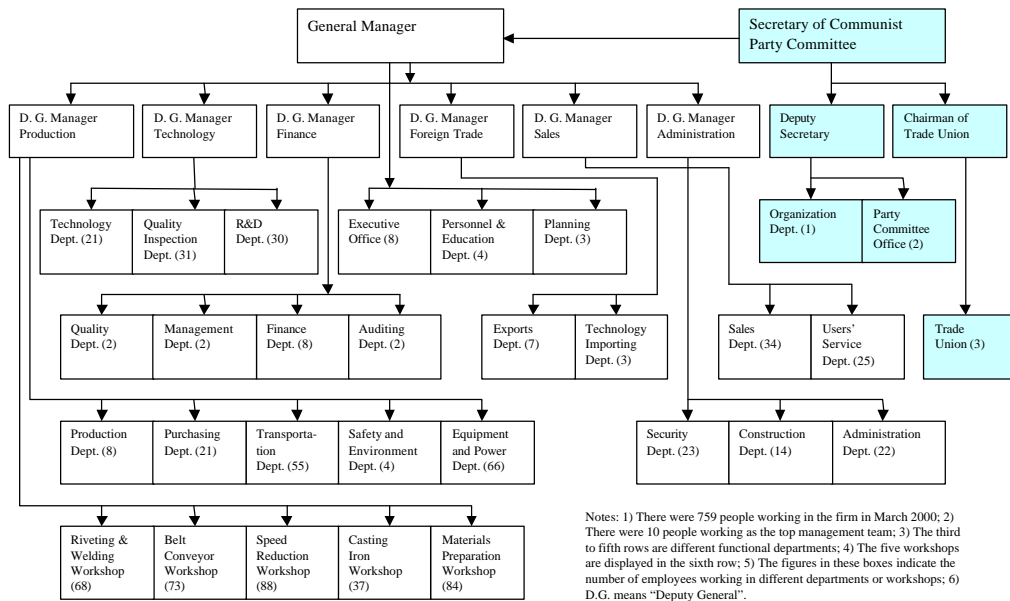 General Manager
Secretary of Communist
Party Committee
D. G. Manager
Production
D. G. Manager
Technology
D. G. Manager
Finance
D. G. Manager
Foreign Trade
D. G. Manager
Sales
D. G. Manager
Administration
Deputy
Secretary
Chairman of
Trade Union
Technology
Dept. (21)
Quality
Inspection
Dept. (31)
R&D
Dept. (30)
Executive
Office (8)
Personnel &
Education
Dept. (4)
Planning
Dept. (3)
Organization
Dept. (1)
Party
Committee
Office (2)
Quality
Dept. (2)
Management
Dept. (2)
Finance
Dept. (8)
Auditing
Dept. (2)
Exports
Dept. (7)
Technology
Importing
Dept. (3)
Sales
Dept. (34)
Users'
Service
Dept. (25)
Trade
Union (3)
Production
Dept. (8)
Purchasing
Dept. (21)
Transporta-
tion
Dept. (55)
Safety and
Environment
Dept. (4)
Equipment
and Power
Dept. (66)
Security
Dept. (23)
Construction
Dept. (14)
Administration
Dept. (22)
Riveting &
Welding
Workshop
(68)
Belt
Conveyor
Workshop
(73)
Speed
Reduction
Workshop
(88)
Casting
Iron
Workshop
(37)
Materials
Preparation
Workshop
(84)
Notes: 1) There were 759 people working in the firm in March 2000; 2)
There were 10 people working as the top management team; 3) The third
to fifth rows are different functional departments; 4) The five workshops
are displayed in the sixth row; 5) The figures in these boxes indicate the
number of employees working in different departments or workshops; 6)
D.G. means "Deputy General".